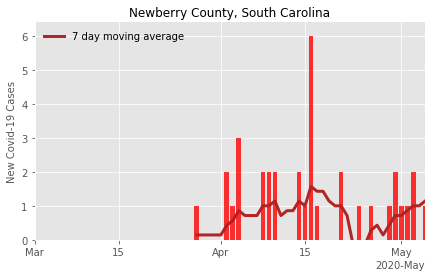 Newberry County, South Carolina
7 day moving average
New Covid-19 Cases
6
5
4
3
2
1
0
Mar 15 Apr 15 May
2020-May